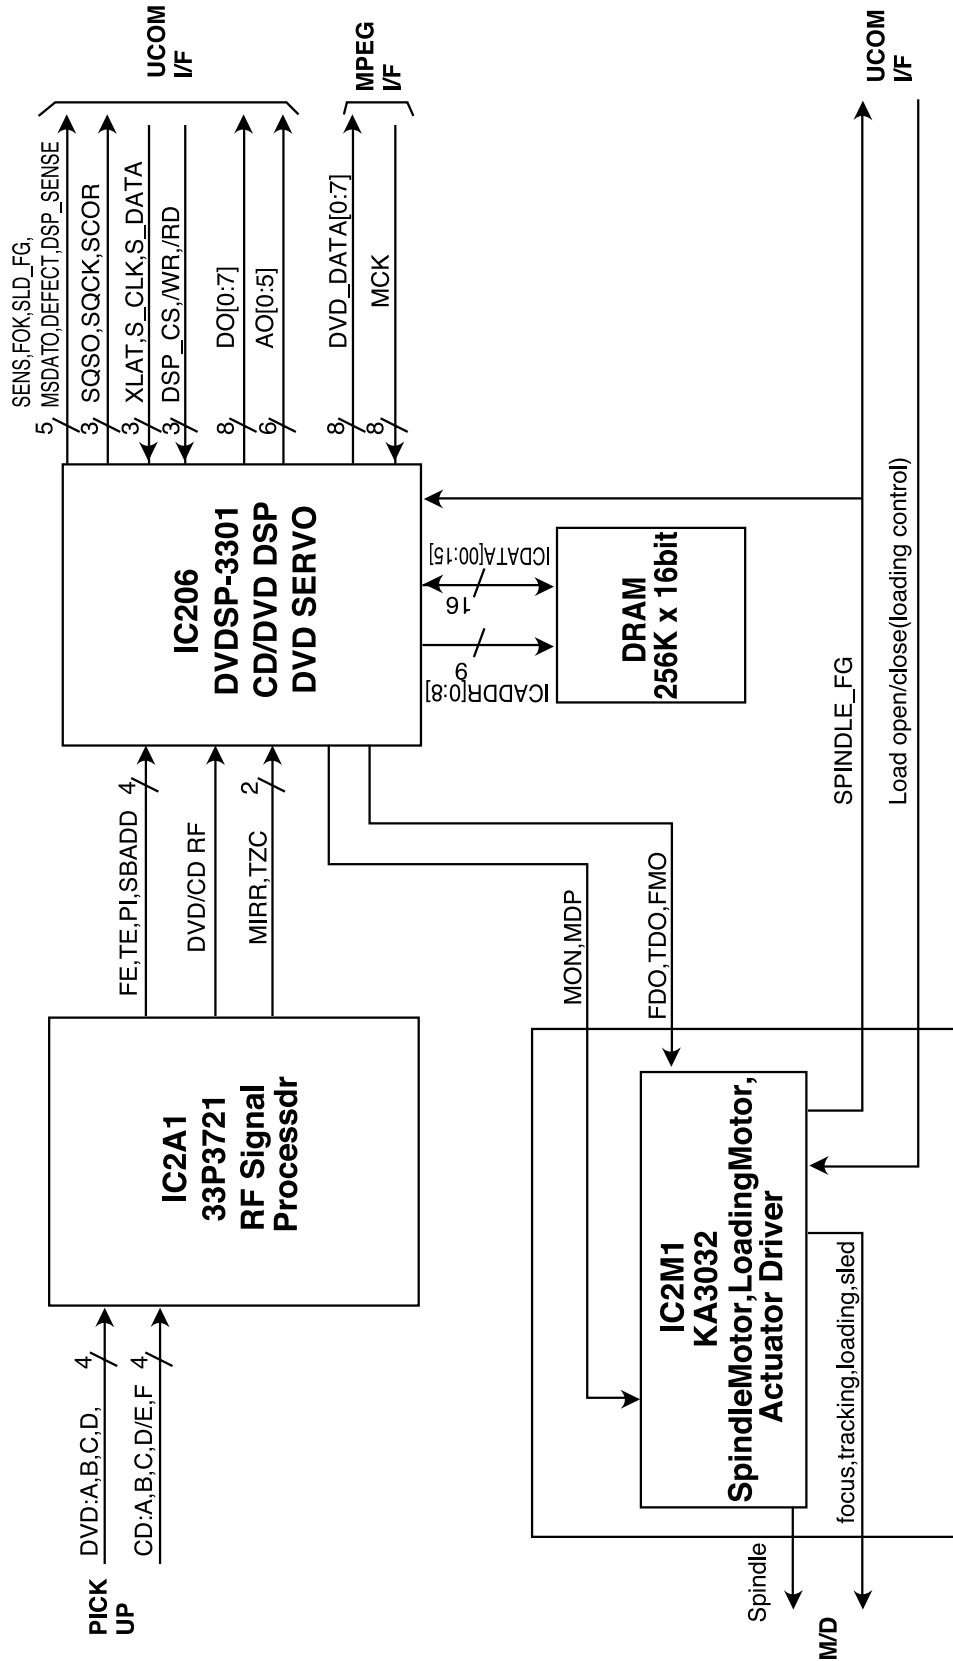 PICK
UP
DVD:A,B,C,D,
4
CD:A,B,C,D/E,F
4
IC2A1
33P3721
RF Signal
Processdr
FE,TE,PI,SBADD
4
DVD/CD RF
MIRR,TZC
2
IC206
DVDSP-3301
CD/DVD DSP
DVD SERVO
SENS,FOK,SLD_FG,
MSDATO,DEFECT,DSP_SENSE
5
SQSO,SQCK,SCOR
3
XLAT,S_CLK,S_DATA
3
DSP_CS,/WR,/RD
3
DO[0:7]
8
AO[0:5]
6
UCOM
I/F
DVD_DATA[0:7]
8
MCK
8
MPEG
I/F
ICADDR[0:8]
9
ICDATA[00:15]
16
DRAM
256K x 16bit
MON,MDP
FDO,TDO,FMO
IC2M1
KA3032
SpindleMotor,LoadingMotor,
Actuator Driver
Spindle
focus,tracking,loading,sled
M/D
SPINDLE_FG
Load open/close(loading control)
UCOM
I/F